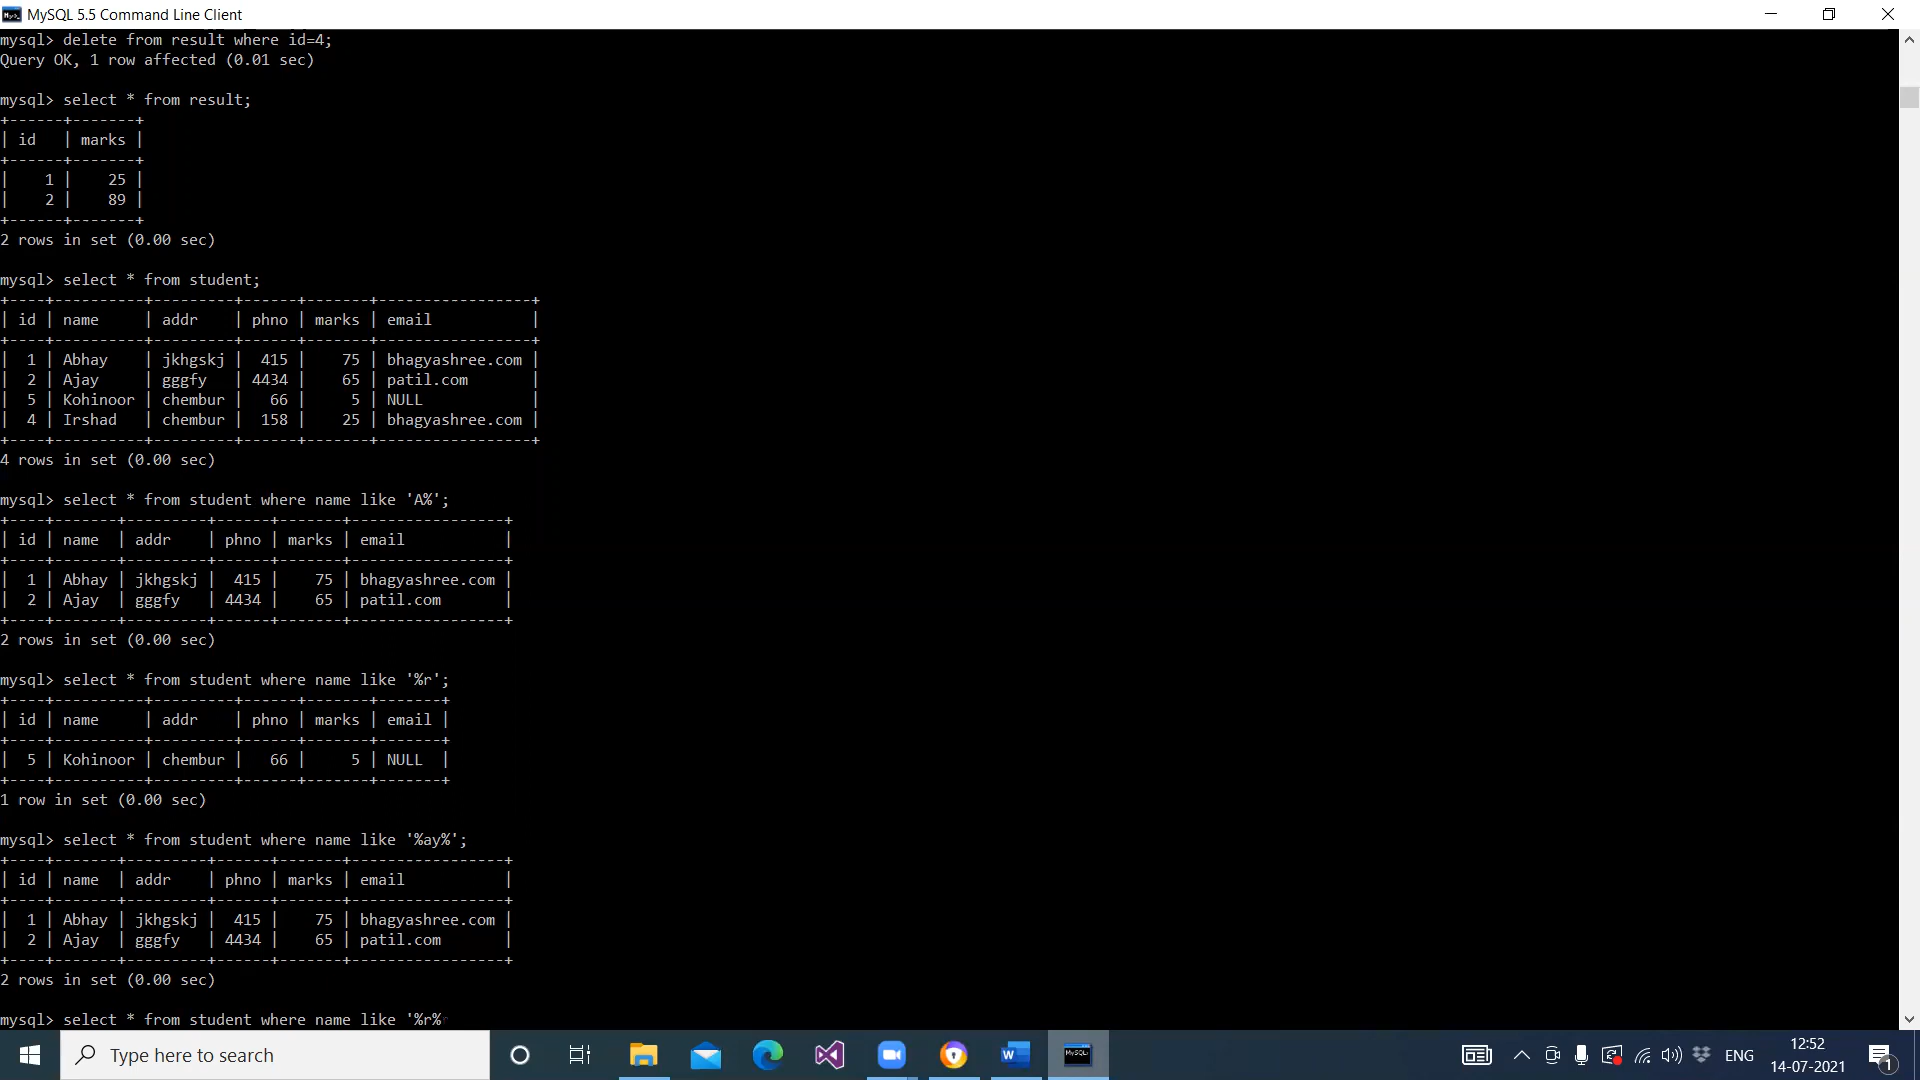 MySQL 5.5 Command Line Client
mysql> delete from result where id=4;
Query OK, 1 row affected (0.01 sec)
mysql> select * from result;
+------+-------+
| id   | marks |
+------+-------+
|    1 |    25 |
|    2 |    89 |
+------+-------+
2 rows in set (0.00 sec)
mysql> select * from student;
+----+----------+---------+------+-------+-----------------+
| id | name     | addr    | phno | marks | email           |
+----+----------+---------+------+-------+-----------------+
|  1 | Abhay    | jkhgskj |  415 |    75 | bhagyashree.com |
|  2 | Ajay     | gggfy   | 4434 |    65 | patil.com       |
|  5 | Kohinoor | chembur |   66 |     5 | NULL            |
|  4 | Irshad   | chembur |  158 |    25 | bhagyashree.com |
+----+----------+---------+------+-------+-----------------+
4 rows in set (0.00 sec)
mysql> select * from student where name like 'A%';
+----+-------+---------+------+-------+-----------------+
| id | name  | addr    | phno | marks | email           |
+----+-------+---------+------+-------+-----------------+
|  1 | Abhay | jkhgskj |  415 |    75 | bhagyashree.com |
|  2 | Ajay  | gggfy   | 4434 |    65 | patil.com       |
+----+-------+---------+------+-------+-----------------+
2 rows in set (0.00 sec)
mysql> select * from student where name like '%r';
+----+----------+---------+------+-------+-------+
| id | name     | addr    | phno | marks | email |
+----+----------+---------+------+-------+-------+
|  5 | Kohinoor | chembur |   66 |     5 | NULL  |
+----+----------+---------+------+-------+-------+
1 row in set (0.00 sec)
mysql> select * from student where name like '%ay%';
+----+-------+---------+------+-------+-----------------+
| id | name  | addr    | phno | marks | email           |
+----+-------+---------+------+-------+-----------------+
|  1 | Abhay | jkhgskj |  415 |    75 | bhagyashree.com |
|  2 | Ajay  | gggfy   | 4434 |    65 | patil.com       |
+----+-------+---------+------+-------+-----------------+
2 rows in set (0.00 sec)
mysql> select * from student where name like '%r%
Type here to search
ENG
12:52
14-07-2021
1